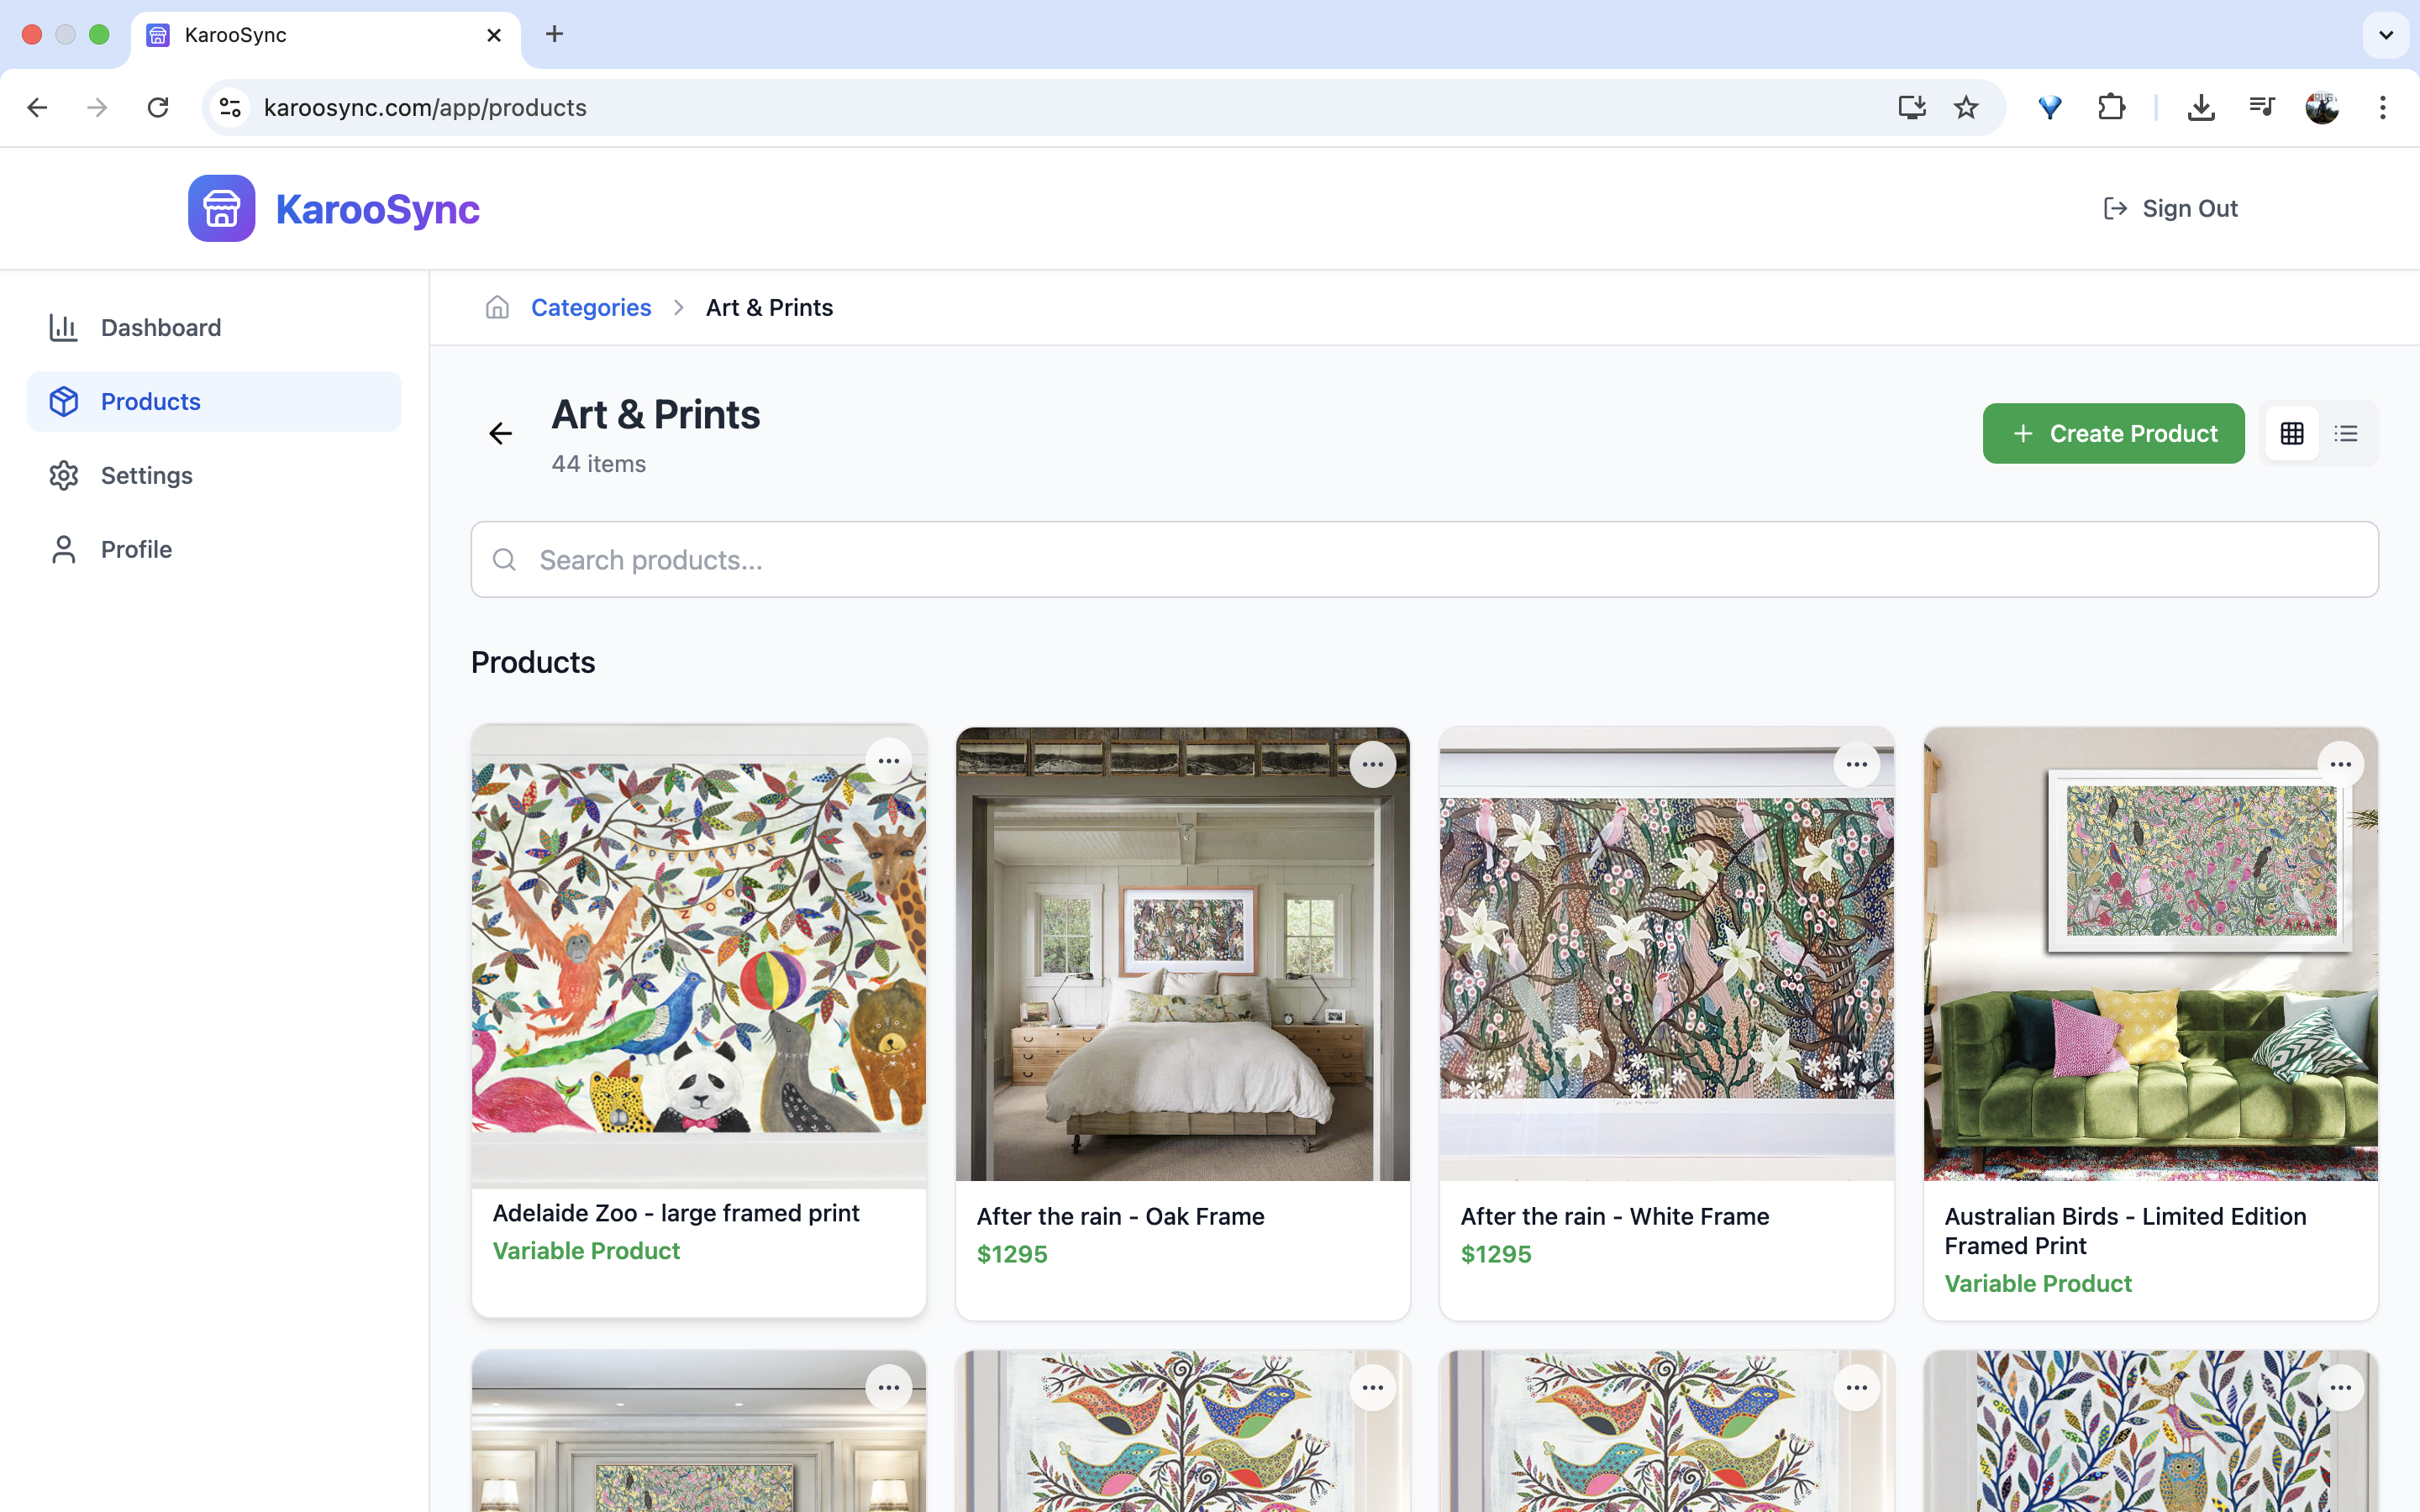 KarooSync
karoosync.com/app/products
KarooSync
Sign Out
Dashboard
Products
Settings
Profile
Categories
Art & Prints
Art & Prints
44 items
Create Product
Search products...
Products
ADELAIDE
ZOO
Adelaide Zoo - large framed print
Variable Product
After the rain - Oak Frame
$1295
After the rain - White Frame
$1295
Australian Birds - Limited Edition
Framed Print
Variable Product